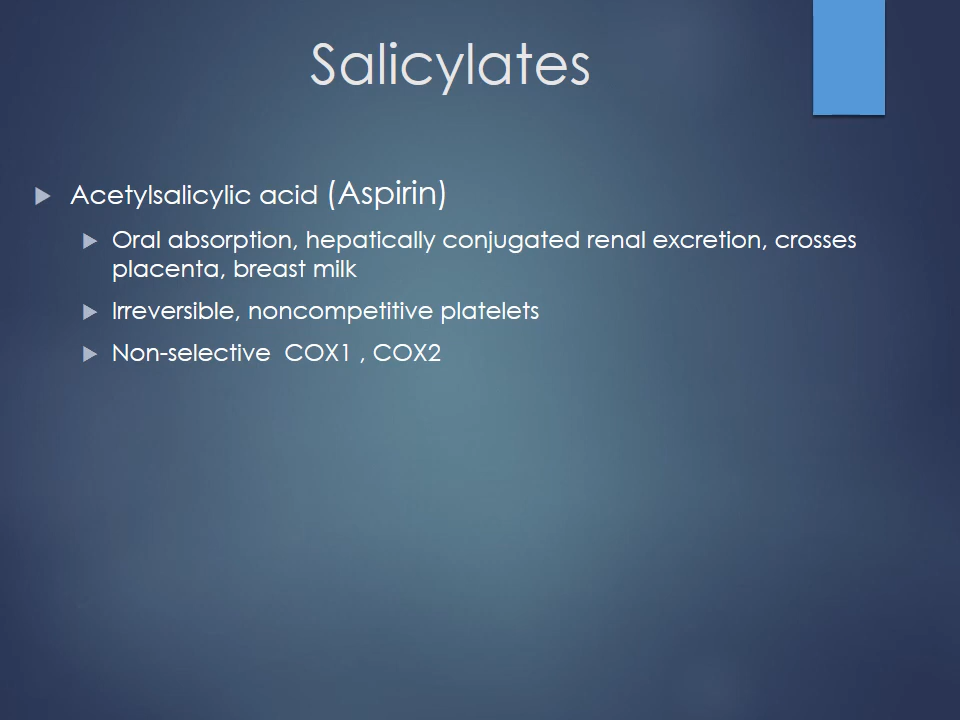 Salicylates
Acetylsalicylic acid (Aspirin)
Oral absorption, hepatically conjugated renal excretion, crosses
placenta, breast milk
Irreversible, noncompetitive platelets
Non-selective  COX1 , COX2